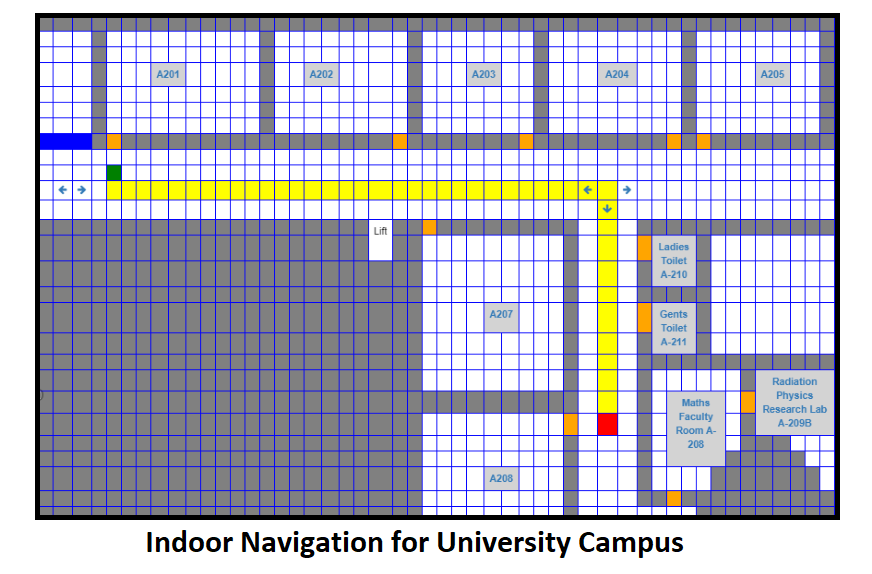 A201
A202
A203
A204
A205
Lift
Ladies
Toilet
A-210
Gents
Toilet
A-211
A207
Maths
Faculty
Room A-
208
Radiation
Physics
Research Lab
A-209B
A208
Indoor Navigation for University Campus